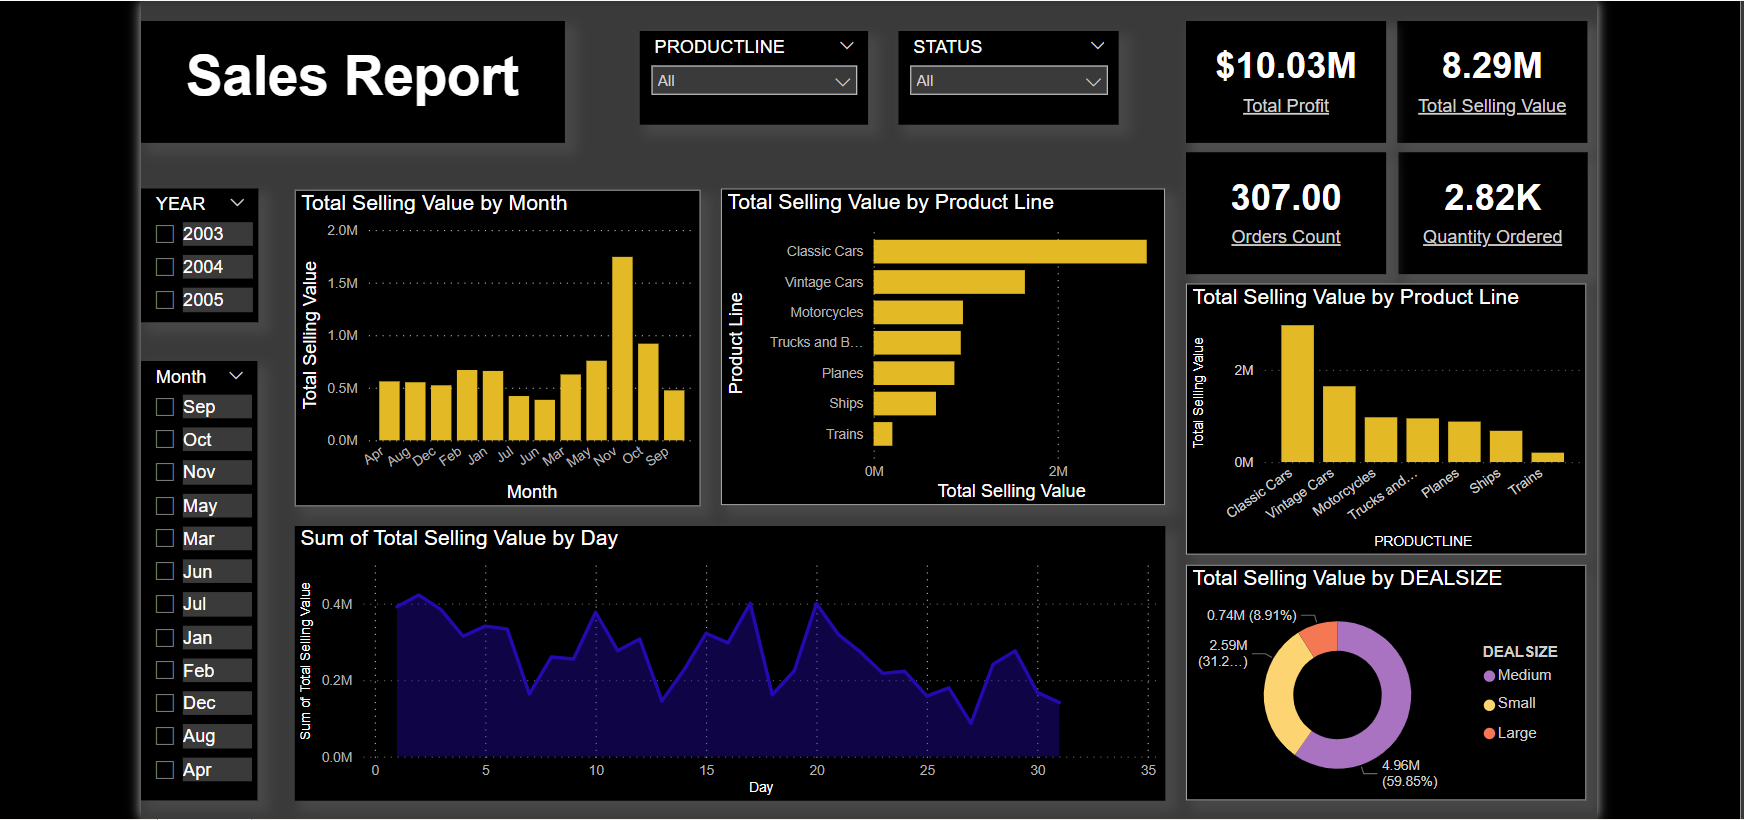 Sales Report
PRODUCTLINE
All
STATUS
All
$10.03M
Total Profit
8.29M
Total Selling Value
307.00
Orders Count
2.82K
Quantity Ordered
YEAR
2003
2004
2005
Month
Sep
Oct
Nov
May
Mar
Jun
Jul
Jan
Feb
Dec
Aug
Apr
Total Selling Value by Month
Total Selling Value
2.0M
1.5M
1.0M
0.5M
0.0M
Apr Aug Dec Feb Jan Jul Jun Mar May Nov Oct Sep
Month
Total Selling Value by Product Line
Product Line
Classic Cars
Vintage Cars
Motorcycles
Trucks and B...
Planes
Ships
Trains
0M 2M
Total Selling Value
Total Selling Value by Product Line
Total Selling Value
2M
0M
Classic Cars Vintage Cars Motorcycles Trucks and... Planes Ships Trains
PRODUCTLINE
Sum of Total Selling Value by Day
Sum of Total Selling Value
0.4M
0.2M
0.0M
0 5 10 15 20 25 30 35
Day
Total Selling Value by DEALSIZE
0.74M (8.91%)
2.59M
(31.2...)
4.96M
(59.85%)
DEALSIZE
Medium
Small
Large